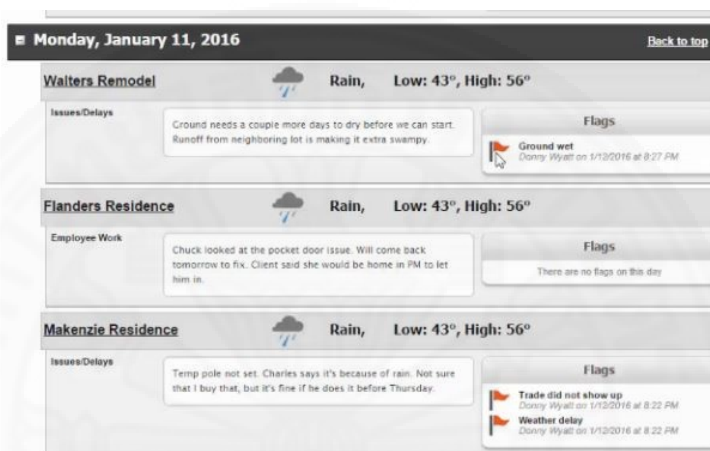 Monday, January 11, 2016
Back to top
Walters Remodel
Rain,
Low: 43º, High: 56º
Issues/Delays
Ground needs a couple more days to dry before we can start.
Runoff from neighboring lot is making it extra swampy.
Flags
Ground wet
Donny Wyatt on 1/12/2016 at 8:27 PM
Flanders Residence
Rain,
Low: 43º, High: 56º
Employee Work
Chuck looked at the pocket door issue. Will come back
tomorrow to fix. Client said she would be home in PM to let
him in.
Flags
There are no flags on this day
Makenzie Residence
Rain,
Low: 43º, High: 56º
Issues/Delays
Temp pole not set. Charles says it's because of rain. Not sure
that I buy that, but it's fine if he does it before Thursday.
Flags
Trade did not show up
Donny Wyatt on 1/12/2016 at 8:22 PM
Weather delay
Donny Wyatt on 1/12/2016 at 8:22 PM